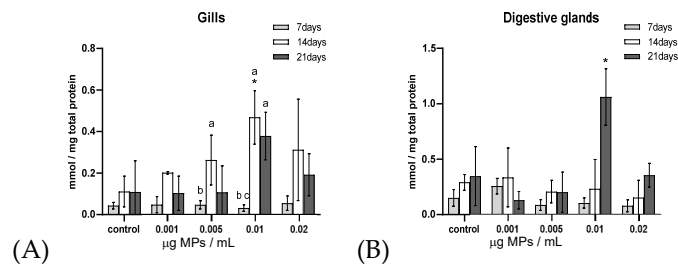 Gills
7days
14days
21days
mmol / mg total protein
0.8
0.6
0.4
0.2
0.0
a
*
a
a
b
b c
control
0.001
0.005
0.01
0.02
µg MPs / mL
(A)
Digestive glands
7days
14days
21days
mmol / mg total protein
1.5
1.0
0.5
0.0
*
control
0.001
0.005
0.01
0.02
µg MPs / mL
(B)